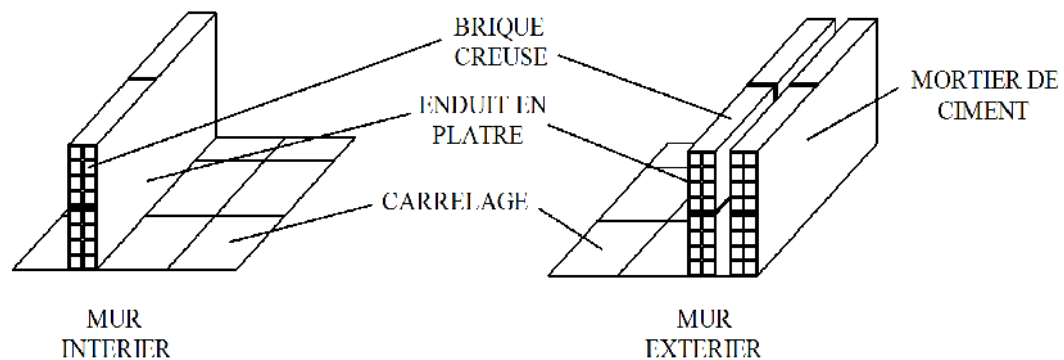 BRIQUE
CREUSE
MORTIER DE
CIMENT
ENDUIT EN
PLATRE
CARRELAGE
MUR
INTERIER
MUR
EXTERIER